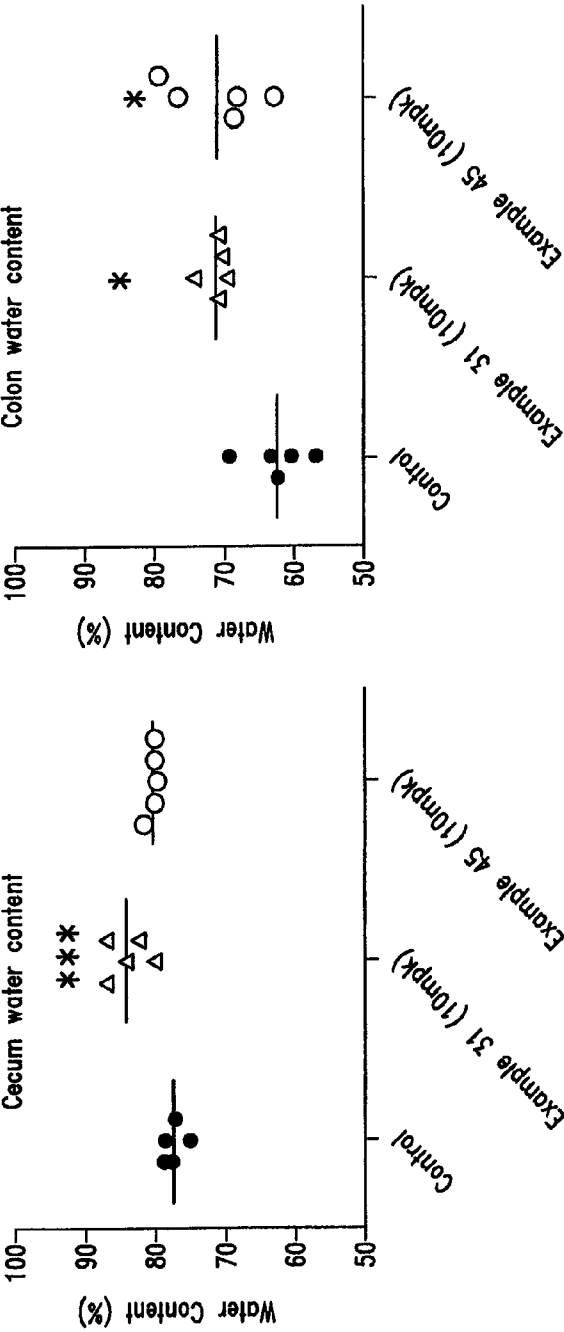 Cecum water content
Water Content (%)
100
90
80
70
60
50
***
Control
Example 31 (10mpk)
Example 45 (10mpk)
Colon water content
Water Content (%)
100
90
80
70
60
50
*
*
Control
Example 31 (10mpk)
Example 45 (10mpk)